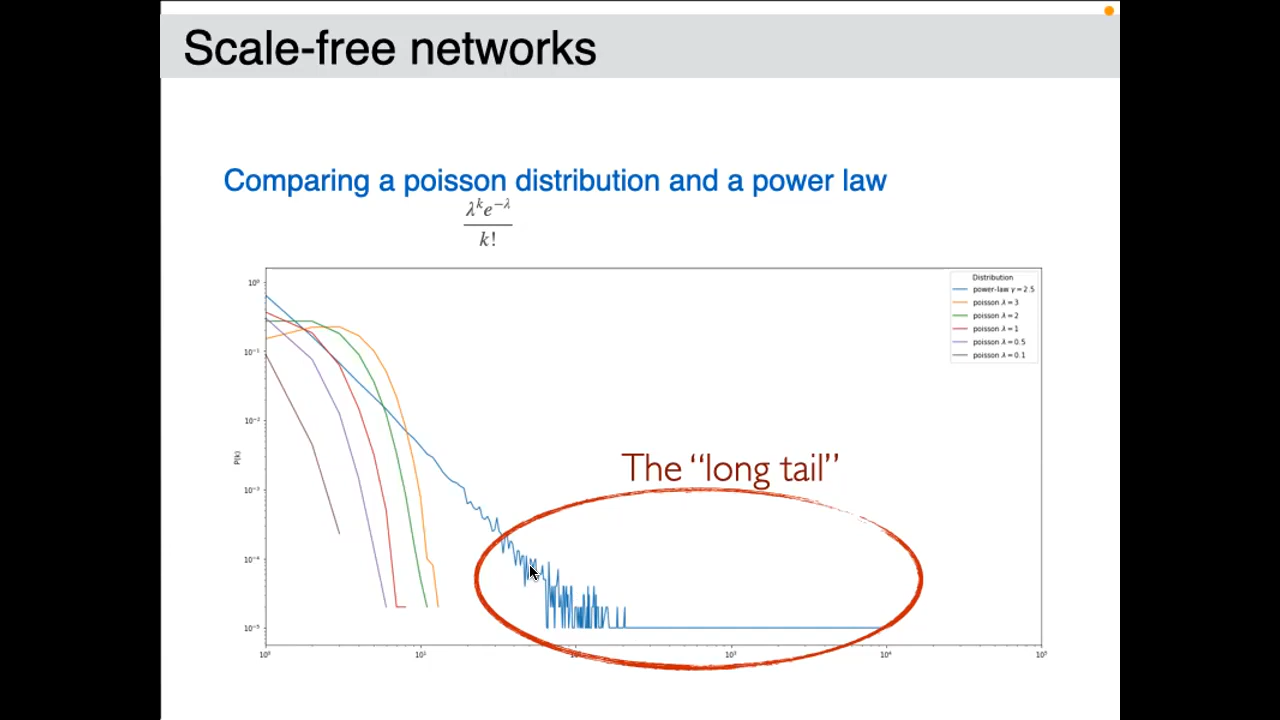 Scale-free networks
Comparing a poisson distribution and a power law
λ^k e^−λ
k!
Distribution
power-law γ = 2.5
poisson λ = 3
poisson λ = 2
poisson λ = 1
poisson λ = 0.5
poisson λ = 0.1
10⁰
10⁻¹
10⁻²
10⁻³
10⁻⁴
10⁻⁵
P(k)
The “long tail”
10⁰ 10¹ 10³ 10⁴ 10⁵